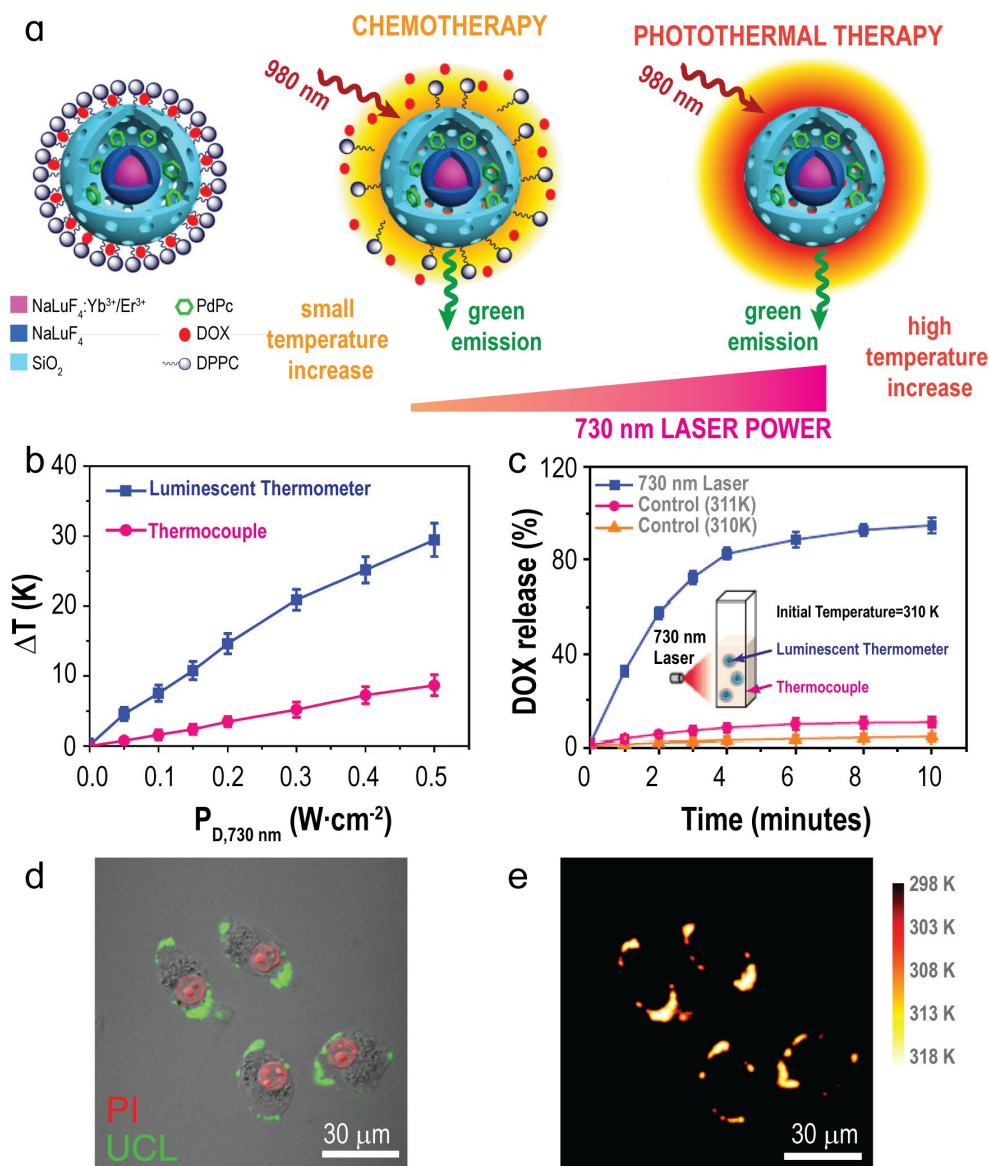 a
CHEMOTHERAPY
PHOTOTHERMAL THERAPY
980 nm
980 nm
NaLuF₄:Yb³⁺/Er³⁺
NaLuF₄
SiO₂
PdPc
DOX
DPPC
small
temperature
increase
green
emission
green
emission
high
temperature
increase
730 nm LASER POWER
b
40
30
20
10
0
ΔT (K)
Luminescent Thermometer
Thermocouple
0.0 0.1 0.2 0.3 0.4 0.5
P_D,730 nm (W·cm⁻²)
c
120
80
40
0
DOX release (%)
730 nm Laser
Control (311K)
Control (310K)
Initial Temperature=310 K
730 nm
Laser
Luminescent Thermometer
Thermocouple
0 2 4 6 8 10
Time (minutes)
d
PI
UCL
30 µm
e
298 K
303 K
308 K
313 K
318 K
30 µm